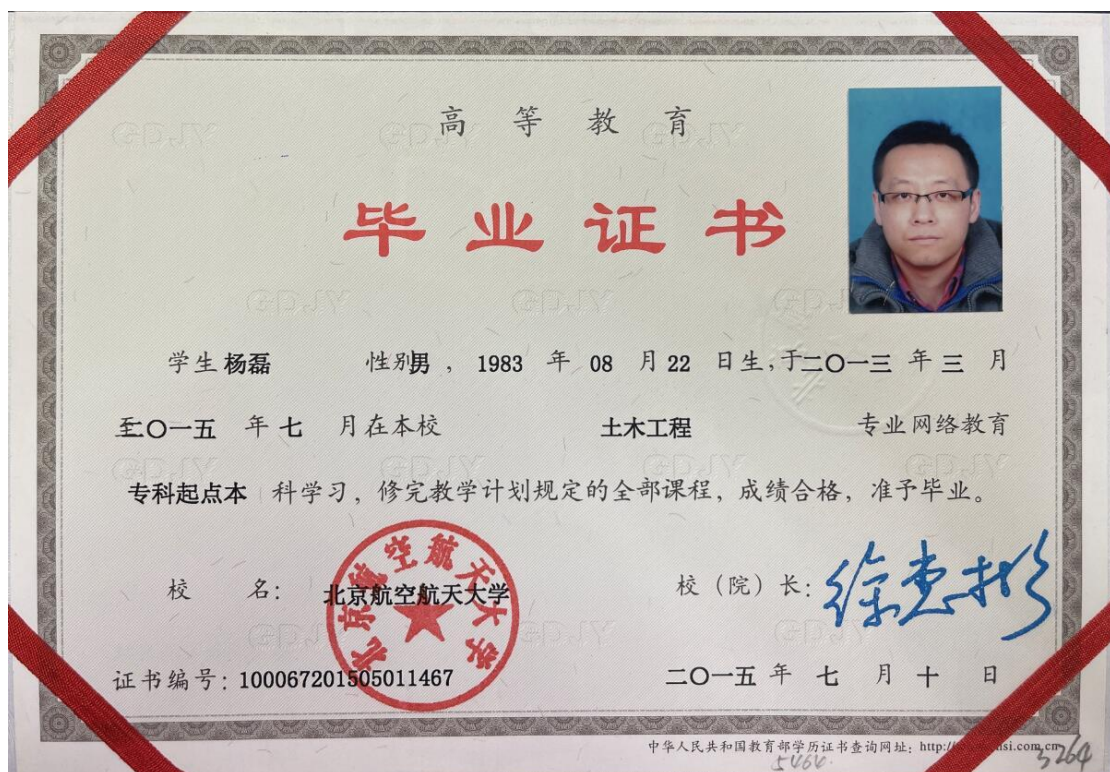 高等教育
毕业证书
学生 杨磊 性别男，1983 年 08 月 22 日生，于二〇一三 年 三 月
至二〇一五 年 七 月在本校 土木工程 专业网络教育
专科起点本 科学习，修完教学计划规定的全部课程，成绩合格，准予毕业。
校 名： 北京航空航天大学 校（院）长：徐惠彬
北京航空航天大学
证书编号：100067201505011467 二〇一五 年 七 月 十 日
中华人民共和国教育部学历证书查询网址：http://
5464.
3264